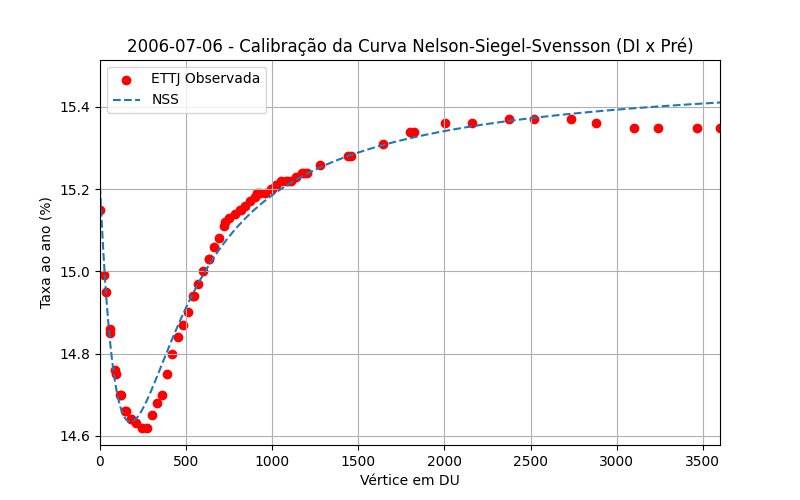 2006-07-06 - Calibração da Curva Nelson-Siegel-Svensson (DI x Pré)
ETTJ Observada
NSS
Taxa ao ano (%)
15.4
15.2
15.0
14.8
14.6
0 500 1000 1500 2000 2500 3000 3500
Vértice em DU